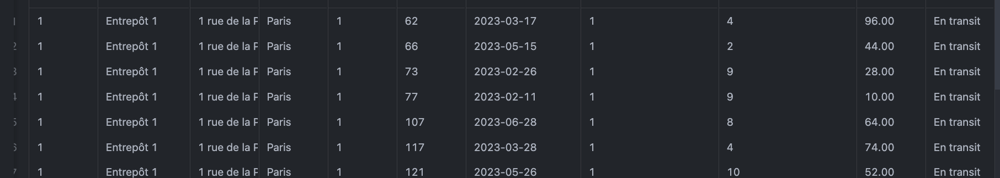 1 1 Entrepôt 1 1 rue de la P Paris 1 62 2023-03-17 1 4 96.00 En transit
2 1 Entrepôt 1 1 rue de la P Paris 1 66 2023-05-15 1 2 44.00 En transit
3 1 Entrepôt 1 1 rue de la P Paris 1 73 2023-02-26 1 9 28.00 En transit
4 1 Entrepôt 1 1 rue de la P Paris 1 77 2023-02-11 1 9 10.00 En transit
5 1 Entrepôt 1 1 rue de la P Paris 1 107 2023-06-28 1 8 64.00 En transit
6 1 Entrepôt 1 1 rue de la P Paris 1 117 2023-03-28 1 4 74.00 En transit
7 1 Entrepôt 1 1 rue de la P Paris 1 121 2023-05-26 1 10 52.00 En transit